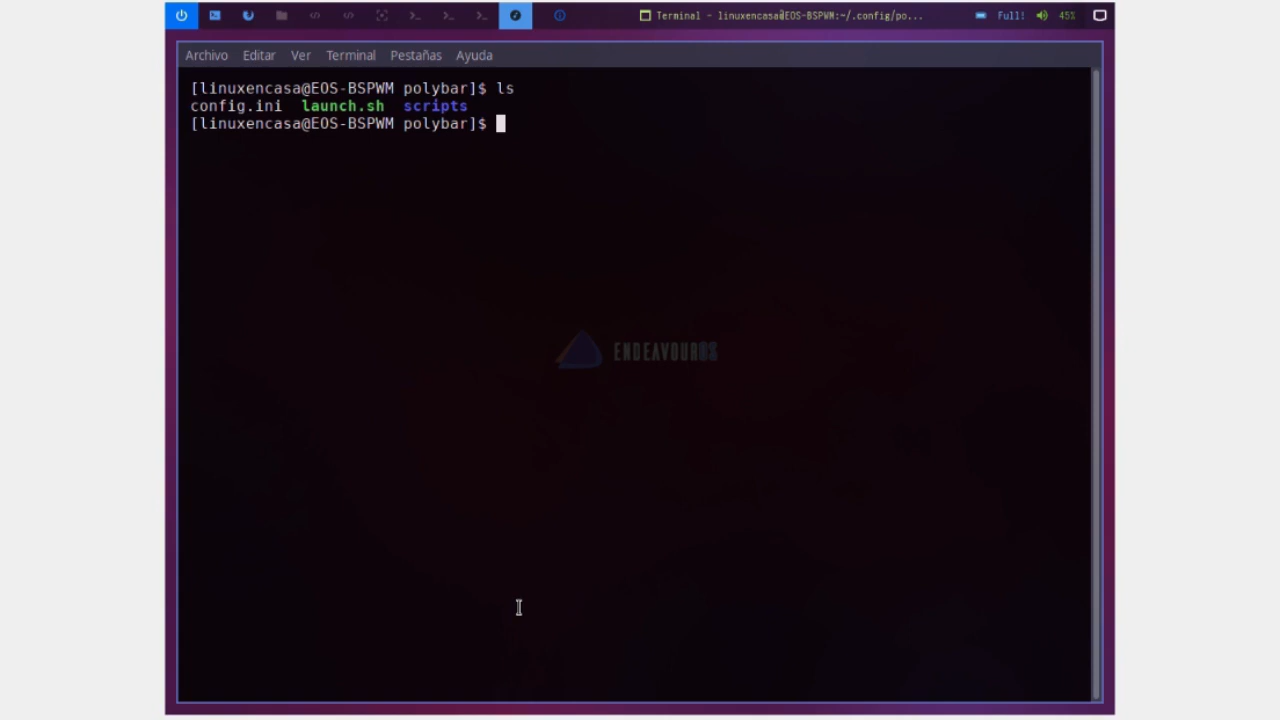 Terminal - linuxencasa@EOS-BSPWM:~/.config/po... Full! 45%
Archivo Editar Ver Terminal Pestañas Ayuda
[linuxencasa@EOS-BSPWM polybar]$ ls
config.ini launch.sh scripts
[linuxencasa@EOS-BSPWM polybar]$
ENDEAVOUROS